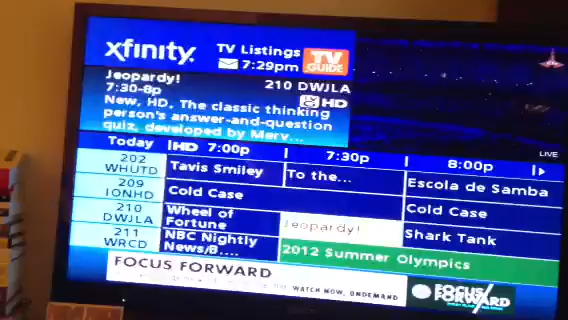 xfinity. TV Listings
TV
GUIDE
7:29pm
Jeopardy!
7:30-8p 210 DWJLA
HD
New, HD. The classic thinking
person's answer-and-question
quiz, developed by Merv...
LIVE
Today HD 7:00p 7:30p 8:00p
202
WHUTD
Tavis Smiley To the... Escola de Samba
209
IONHD
Cold Case Cold Case
210
DWJLA
Wheel of
Fortune
Jeopardy! Shark Tank
211
WRCD
NBC Nightly
News/8....
2012 Summer Olympics
FOCUS FORWARD
WATCH NOW, ONDEMAND
FOCUS/
FORWARD